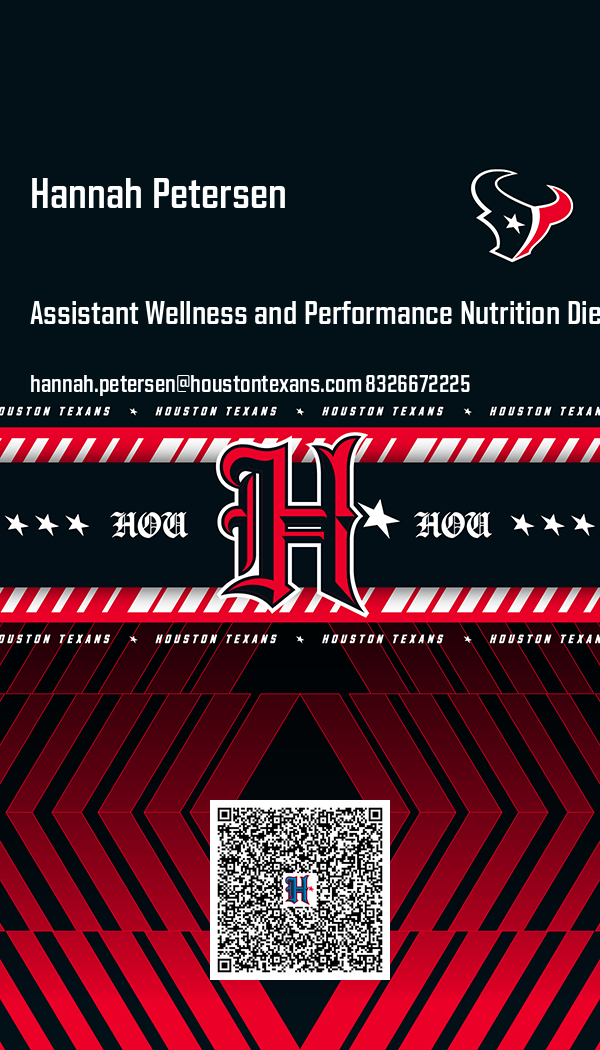 Hannah Petersen
Assistant Wellness and Performance Nutrition Die
hannah.petersen@houstontexans.com 8326672225
OUSTON TEXANS ★ HOUSTON TEXANS ★ HOUSTON TEXANS ★ HOUSTON TEXAN
★ ★ ★ HOU H★ HOU ★ ★ ★
OUSTON TEXANS ★ HOUSTON TEXANS ★ HOUSTON TEXANS ★ HOUSTON TEXAN
H